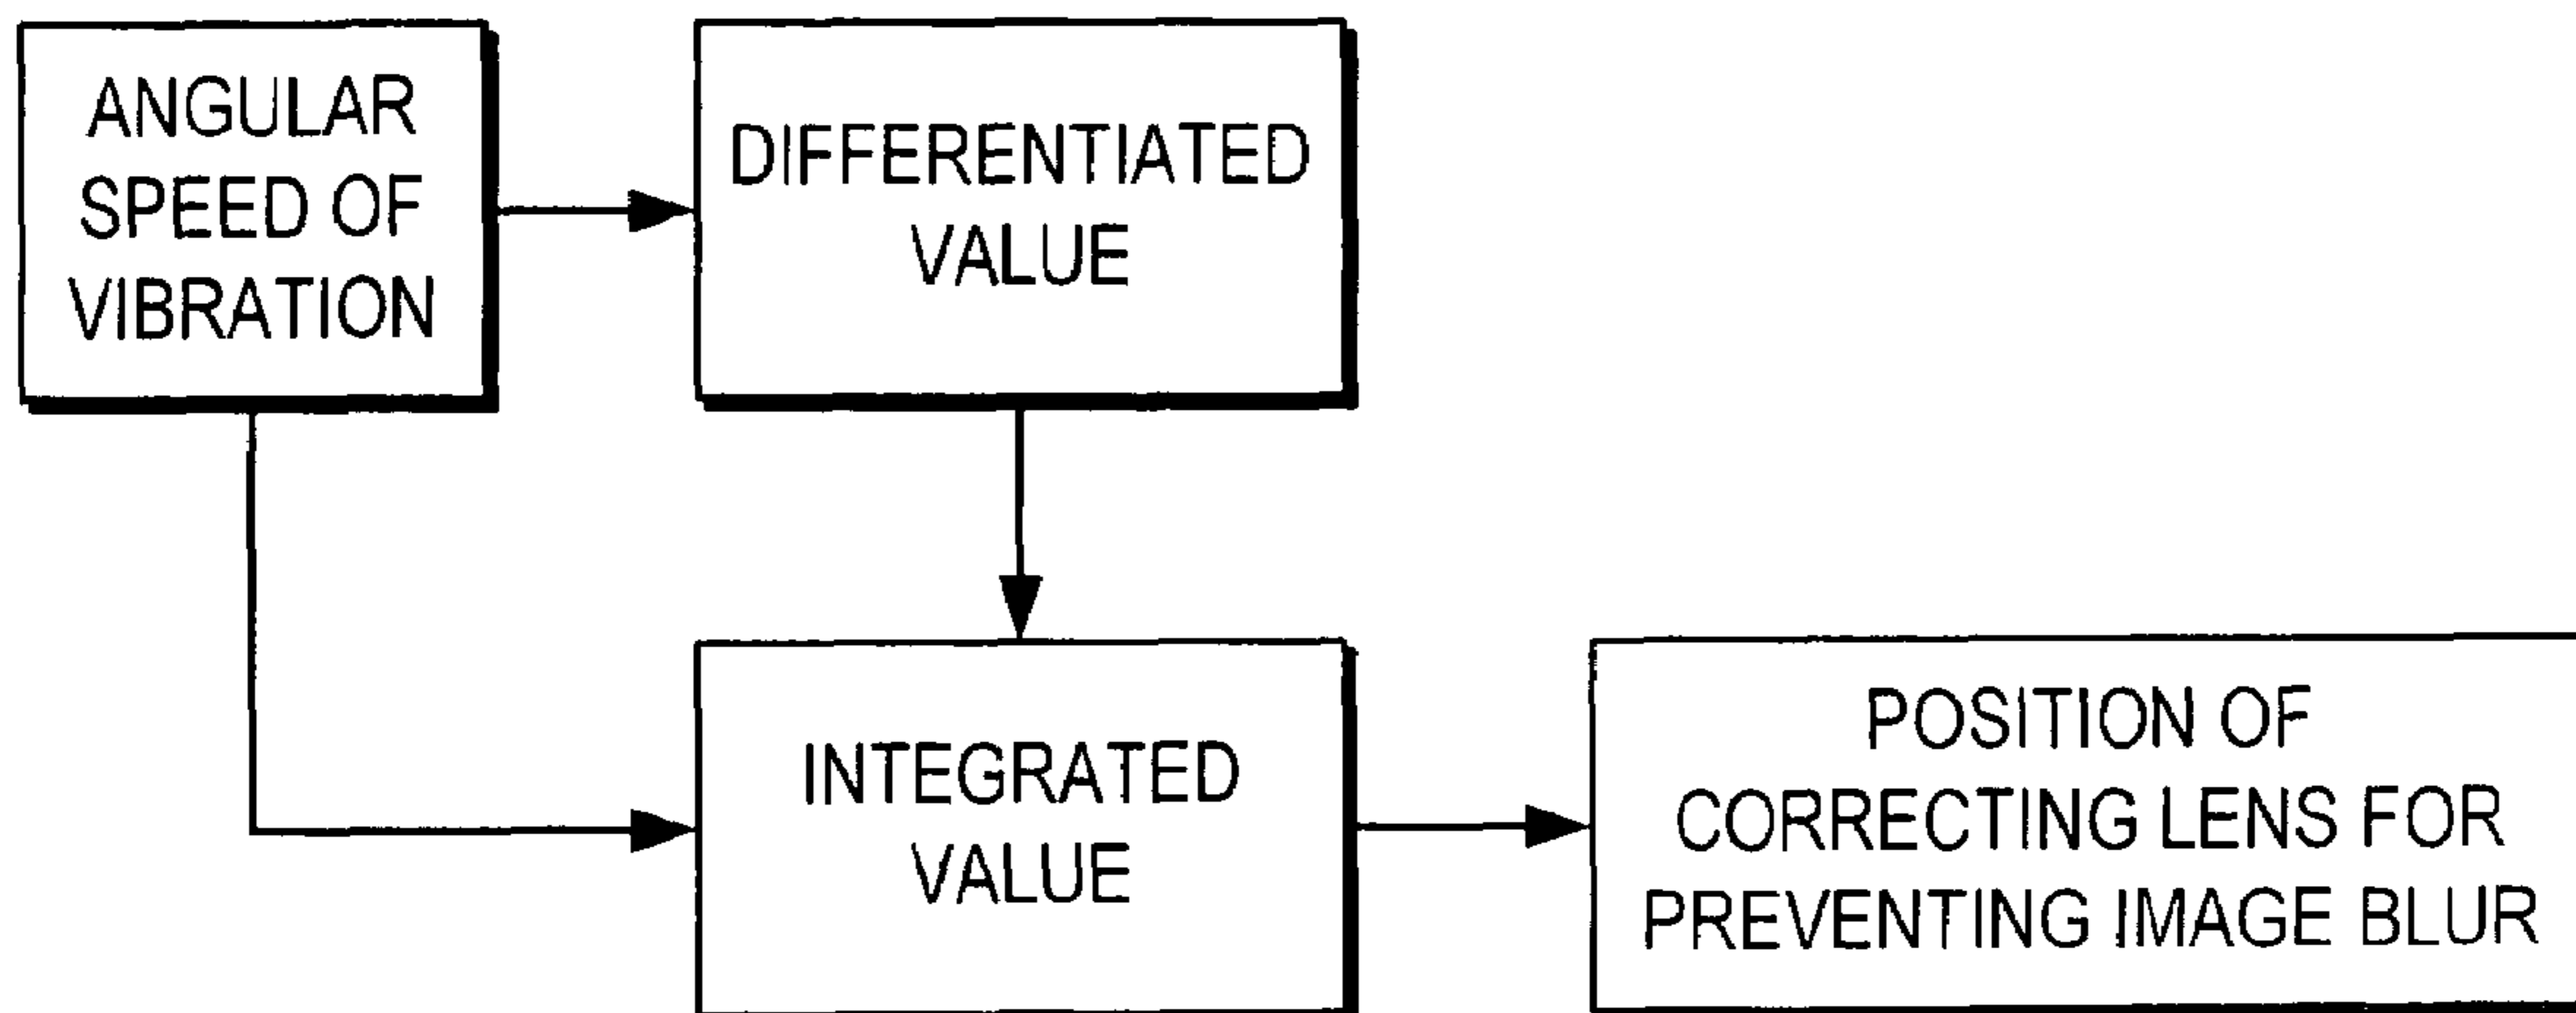 ANGULAR
SPEED OF
VIBRATION
DIFFERENTIATED
VALUE
INTEGRATED
VALUE
POSITION OF
CORRECTING LENS FOR
PREVENTING IMAGE BLUR